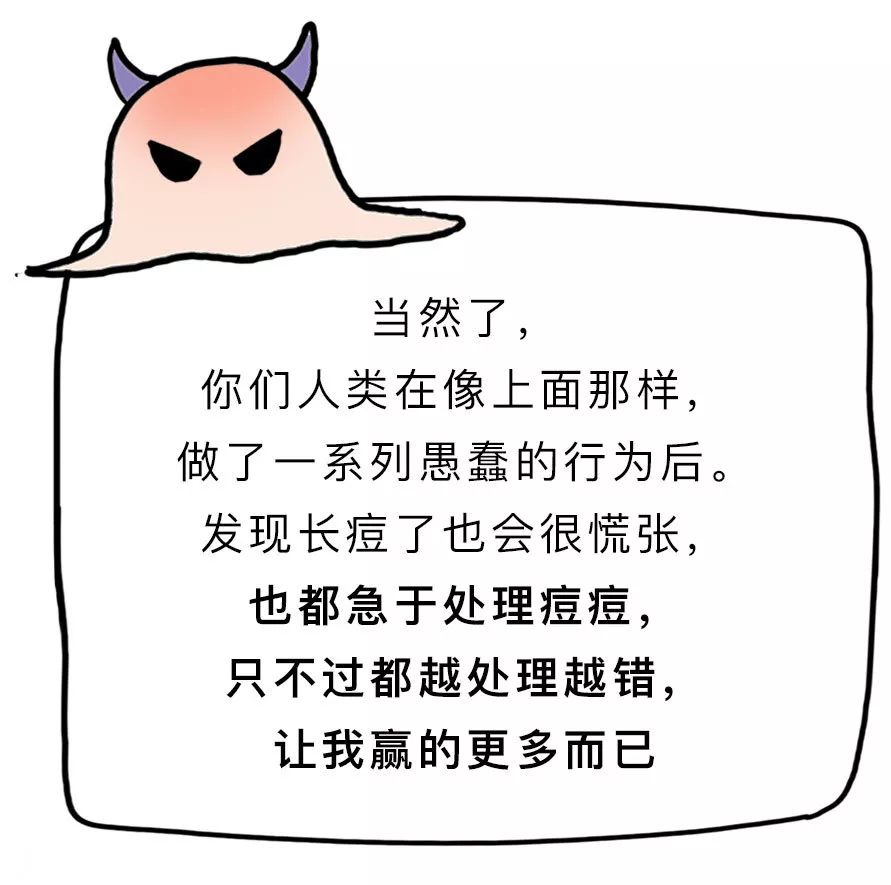 当然了，
你们人类在像上面那样，
做了一系列愚蠢的行为后。
发现长痘了也会很慌张，
也都急于处理痘痘，
只不过都越处理越错，
让我赢的更多而已